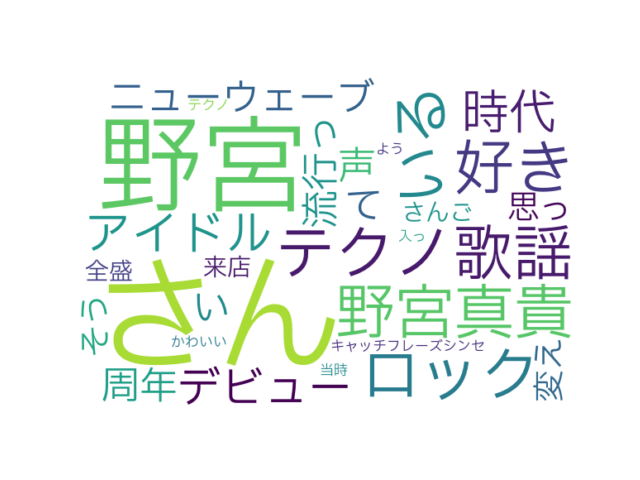 ニューウェーブ
テクノ
野宮
流行っ
声
よう
いる
時代
好き
アイドル
て
さんご
思っ
テクノ
歌謡
入っ
全盛
来店
さん
い
野宮真貴
そう
かわいい
キャッチフレーズシンセ
周年
デビュー
当時
ロック
変え